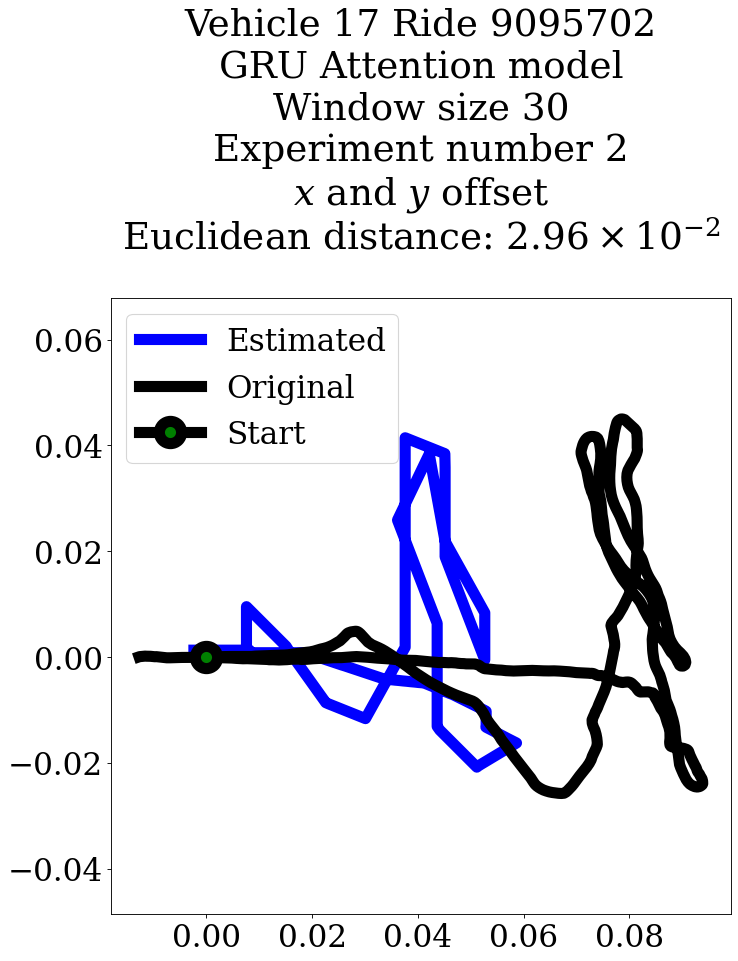 Vehicle 17 Ride 9095702
GRU Attention model
Window size 30
Experiment number 2
x and y offset
Euclidean distance: 2.96 × 10⁻²
Estimated
Original
Start
0.06
0.04
0.02
0.00
−0.02
−0.04
0.00 0.02 0.04 0.06 0.08